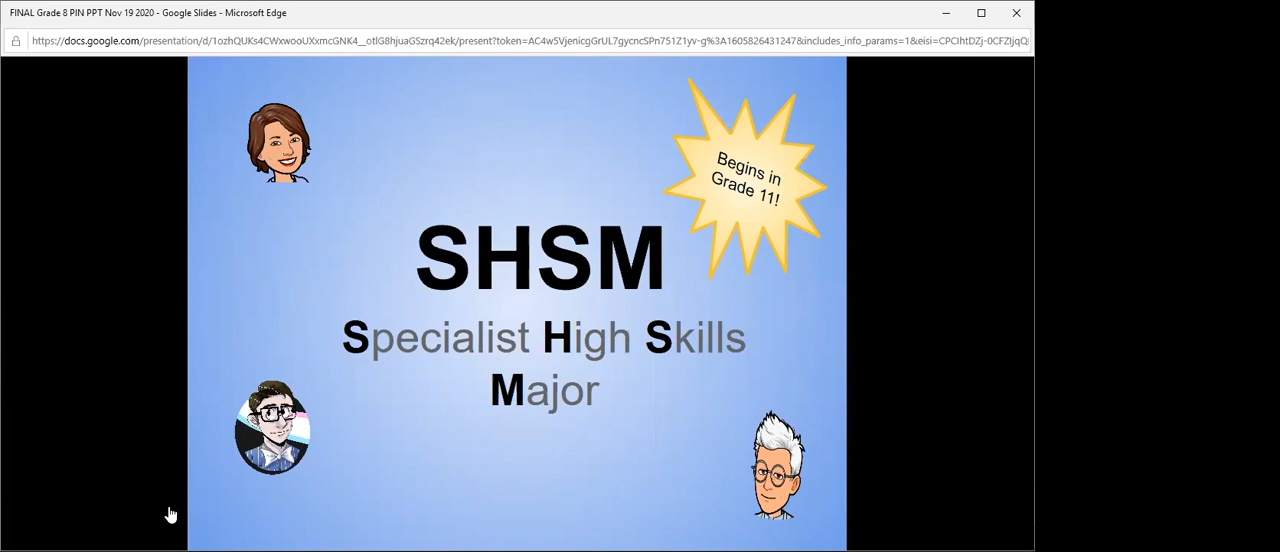 FINAL Grade 8 PIN PPT Nov 19 2020 - Google Slides - Microsoft Edge
https://docs.google.com/presentation/d/1ozhQUKs4CWxwooUXxmcGNK4__otlG8hjuaGSzrq42ek/present?token=AC4w5VjenicgGrUL7gycncSPn751Z1yv-g%3A1605826431247&includes_info_params=1&eisi=CPCIhtDZj-0CFZIjqQ
Begins in
Grade 11!
SHSM
Specialist High Skills
Major